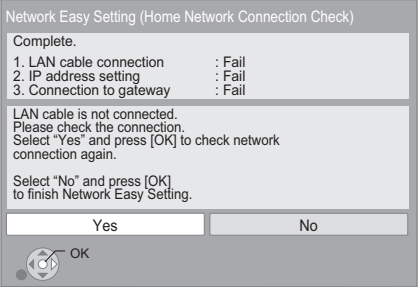 Network Easy Setting (Home Network Connection Check)
Complete.
1. LAN cable connection : Fail
2. IP address setting : Fail
3. Connection to gateway : Fail
LAN cable is not connected.
Please check the connection.
Select “Yes” and press [OK] to check network
connection again.
Select “No” and press [OK]
to finish Network Easy Setting.
Yes No
OK